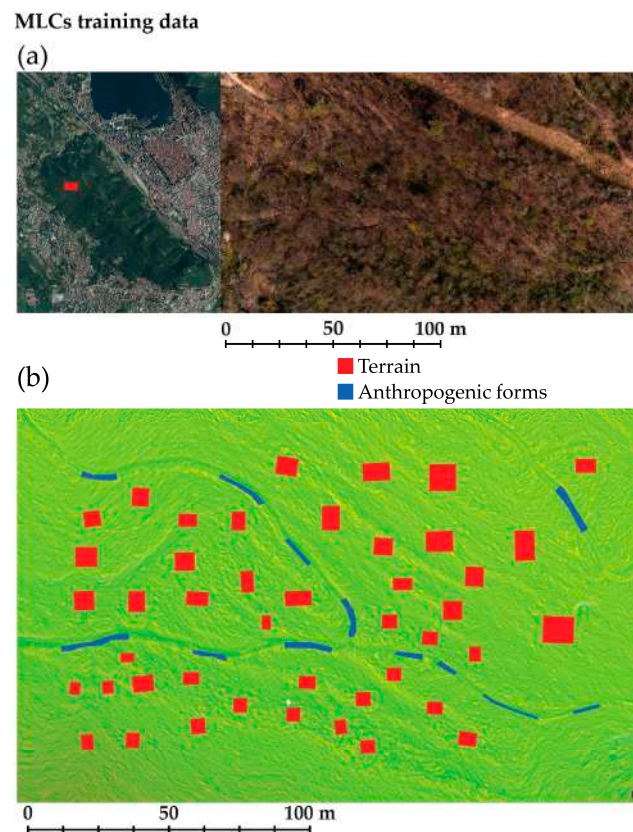 MLCs training data
(a)
0 50 100 m
Terrain
(b)
Anthropogenic forms
0 50 100 m